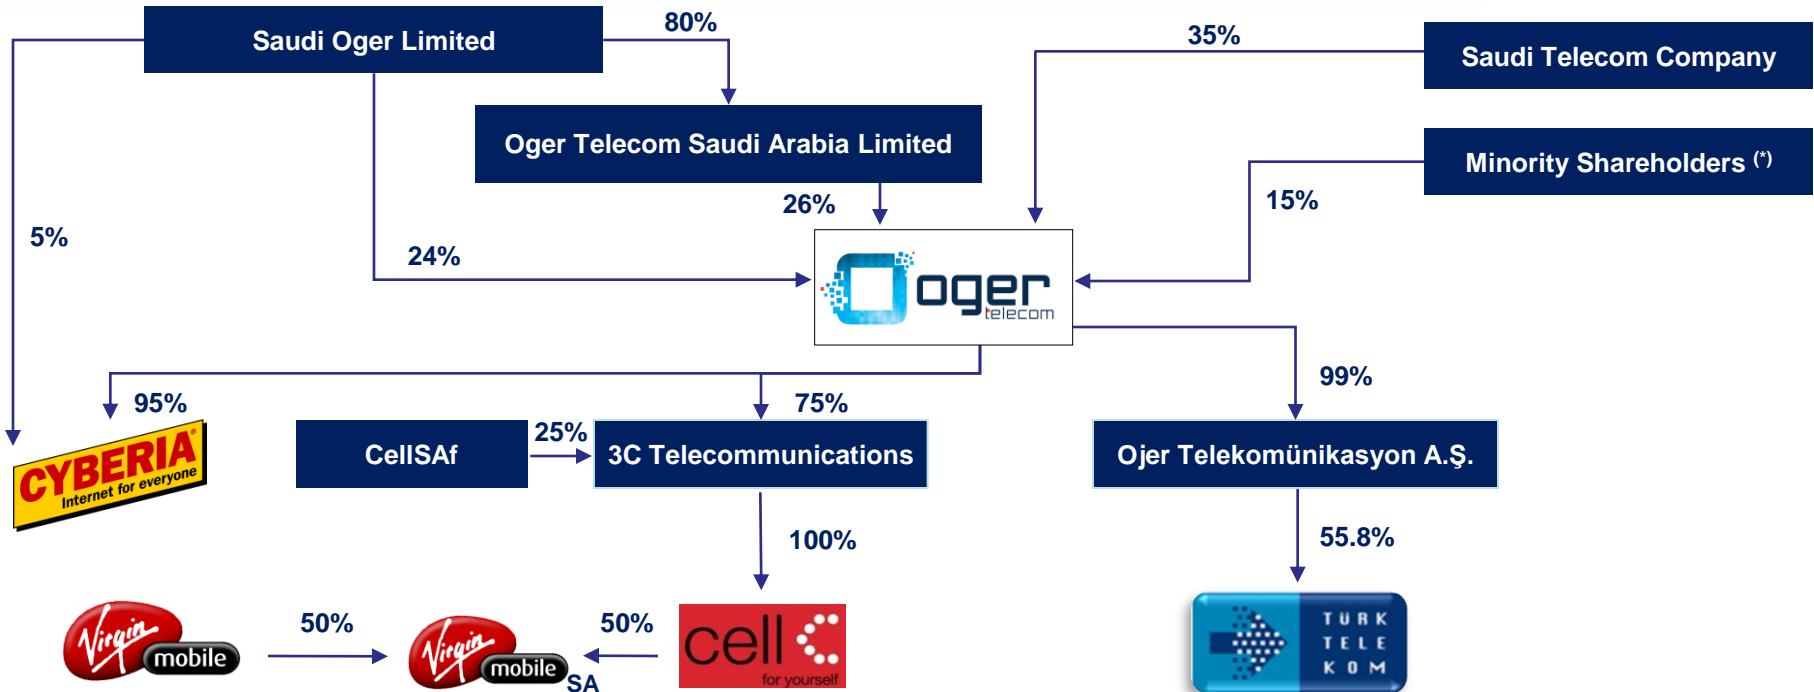 80%
Saudi Oger Limited
35%
Saudi Telecom Company
Oger Telecom Saudi Arabia Limited
Minority Shareholders (*)
26%
15%
5%
24%
oger
telecom
99%
95%
75%
CYBERIA®
Internet for everyone
CellSAf
25%
3C Telecommunications
Ojer Telekomünikasyon A.Ş.
100%
55.8%
Virgin
mobile
50%
Virgin
mobile
SA
50%
cell C
for yourself
TÜRK
TELE
KOM